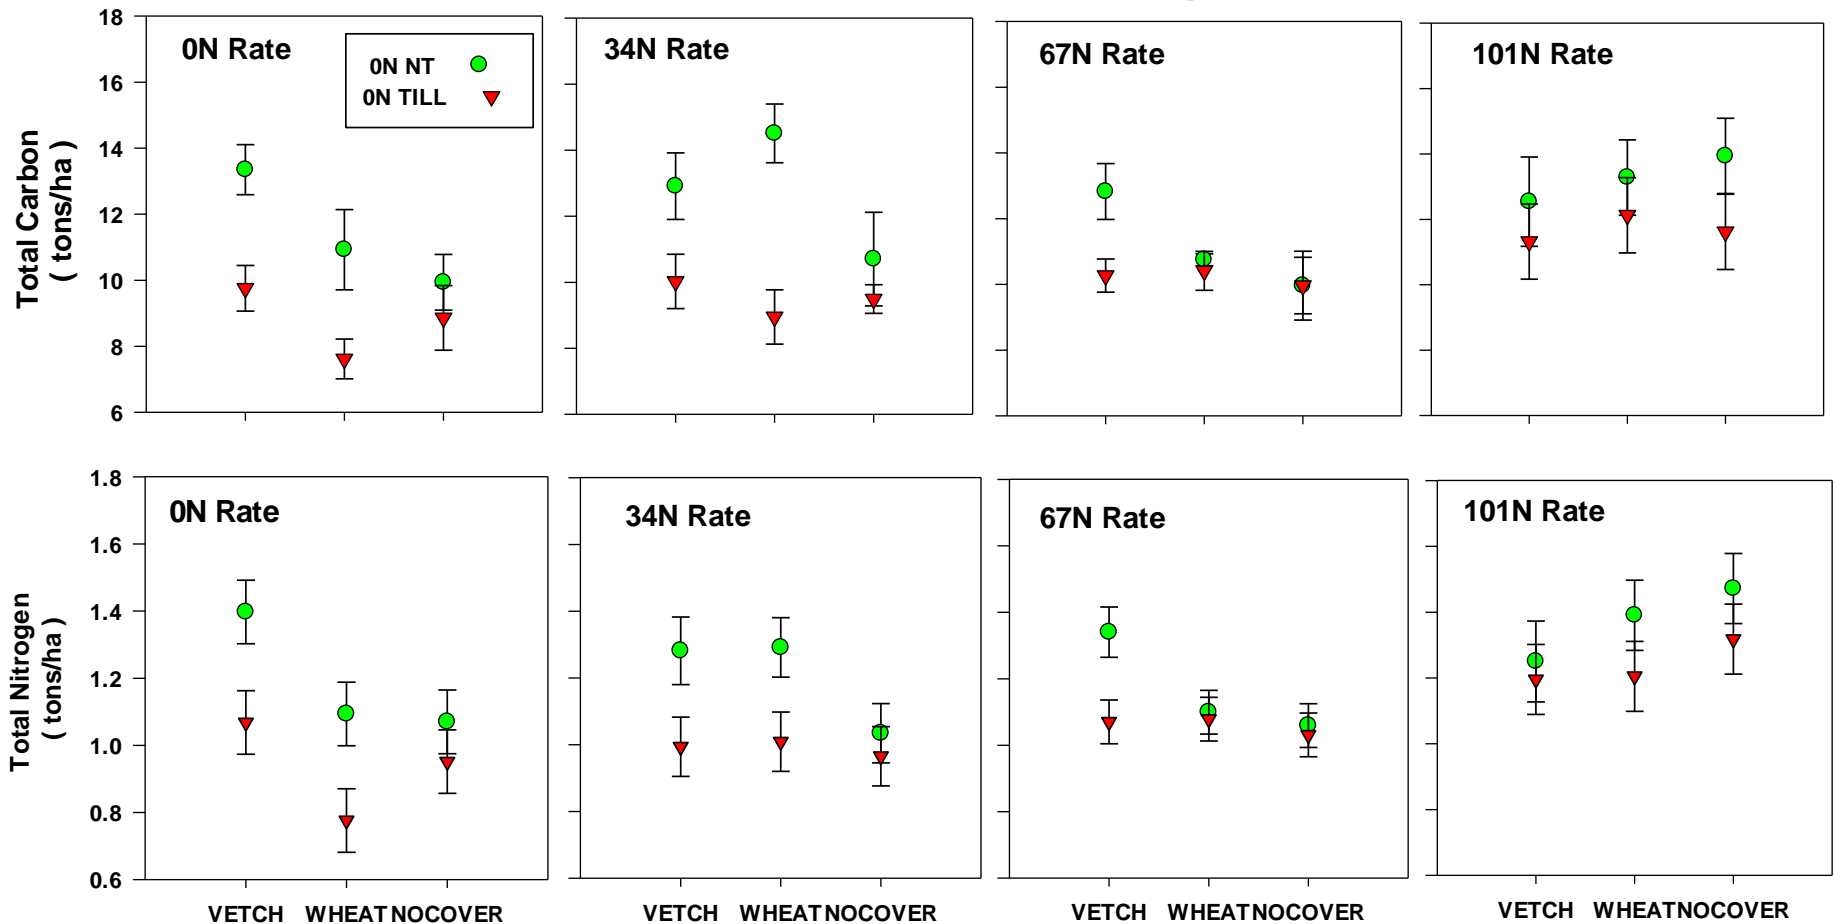 0N Rate
0N NT
0N TILL
34N Rate
67N Rate
101N Rate
Total Carbon
( tons/ha )
18
16
14
12
10
8
6
0N Rate
34N Rate
67N Rate
101N Rate
Total Nitrogen
( tons/ha )
1.8
1.6
1.4
1.2
1.0
0.8
0.6
VETCH WHEAT NOCOVER
VETCH WHEAT NOCOVER
VETCH WHEAT NOCOVER
VETCH WHEAT NOCOVER